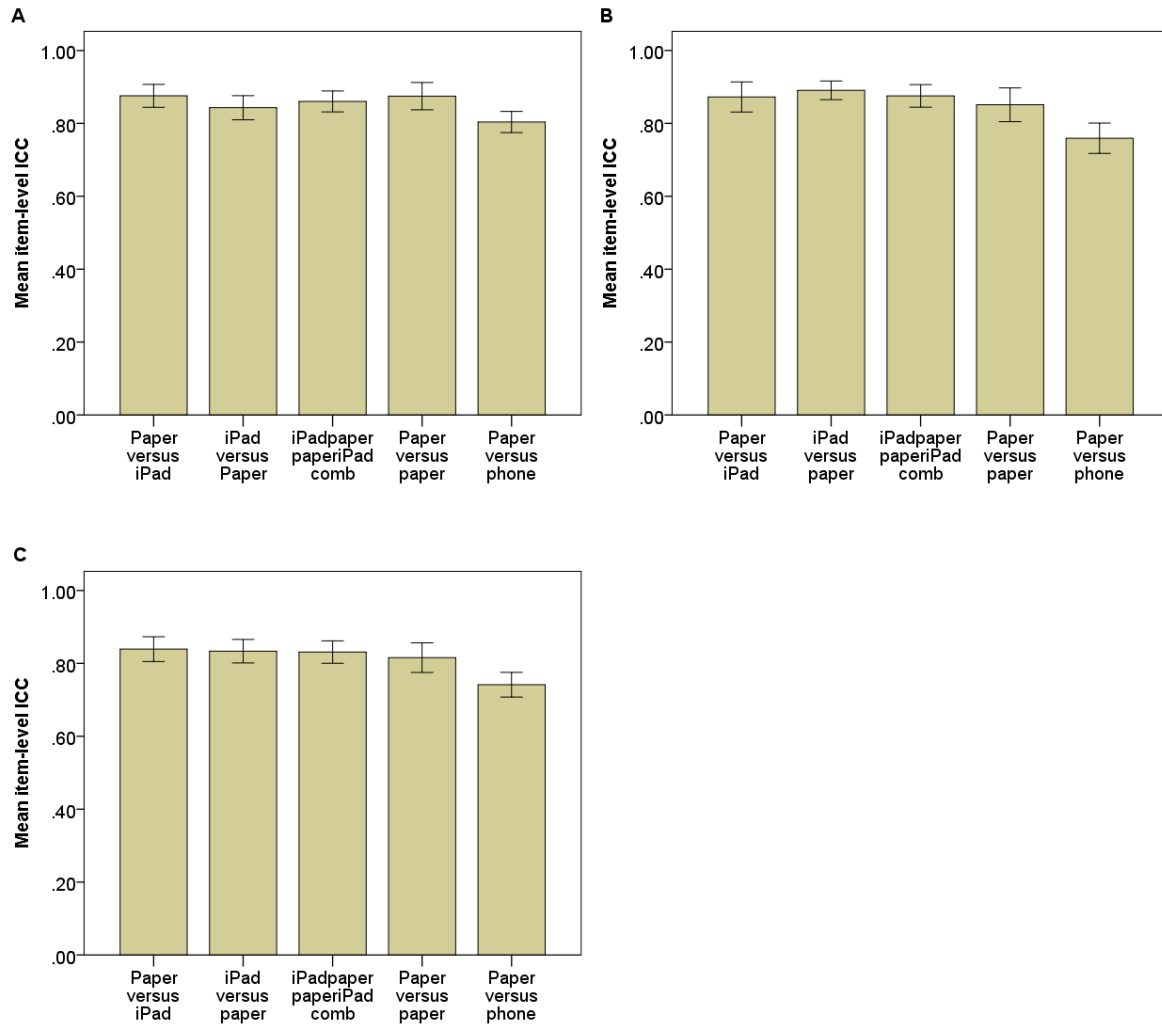 A
Mean item-level ICC
1.00
.80
.60
.40
.20
.00
Paper
versus
iPad
iPad
versus
Paper
iPadpaper
paperiPad
comb
Paper
versus
paper
Paper
versus
phone
B
Mean item-level ICC
1.00
.80
.60
.40
.20
.00
Paper
versus
iPad
iPad
versus
paper
iPadpaper
paperiPad
comb
Paper
versus
paper
Paper
versus
phone
C
Mean item-level ICC
1.00
.80
.60
.40
.20
.00
Paper
versus
iPad
iPad
versus
paper
iPadpaper
paperiPad
comb
Paper
versus
paper
Paper
versus
phone